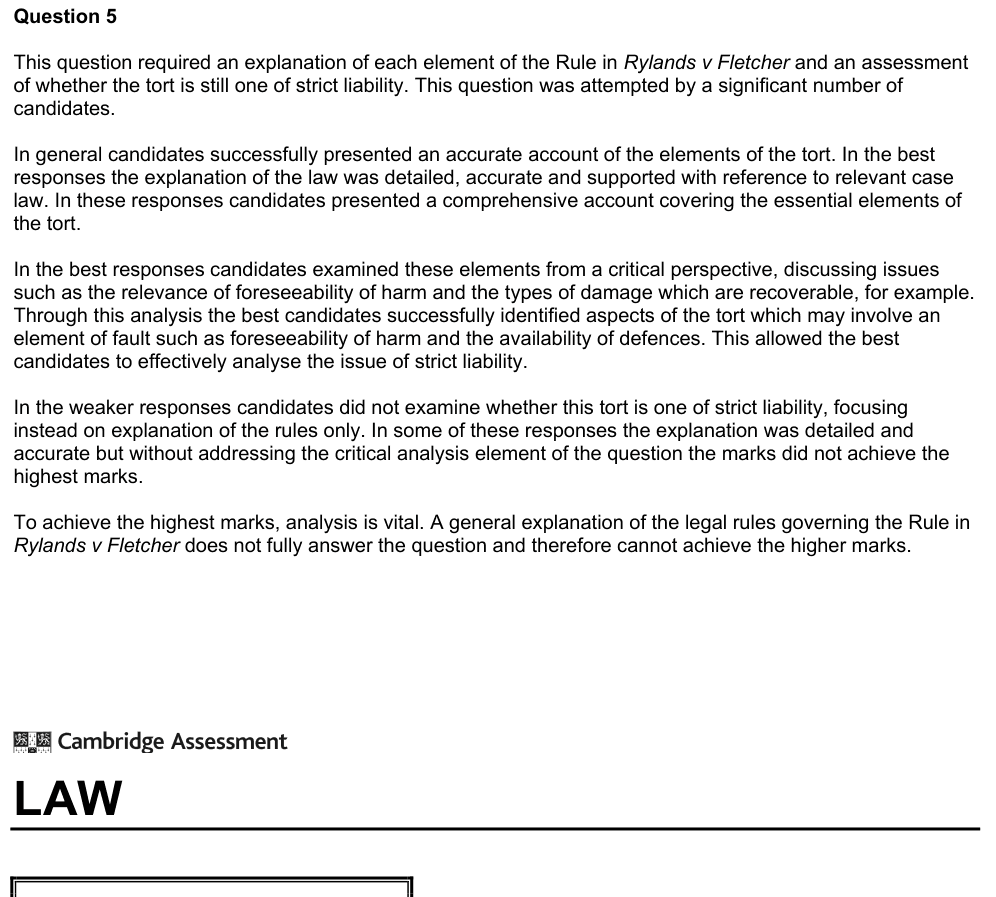 Question 5
This question required an explanation of each element of the Rule in Rylands v Fletcher and an assessment
of whether the tort is still one of strict liability. This question was attempted by a significant number of
candidates.
In general candidates successfully presented an accurate account of the elements of the tort. In the best
responses the explanation of the law was detailed, accurate and supported with reference to relevant case
law. In these responses candidates presented a comprehensive account covering the essential elements of
the tort.
In the best responses candidates examined these elements from a critical perspective, discussing issues
such as the relevance of foreseeability of harm and the types of damage which are recoverable, for example.
Through this analysis the best candidates successfully identified aspects of the tort which may involve an
element of fault such as foreseeability of harm and the availability of defences. This allowed the best
candidates to effectively analyse the issue of strict liability.
In the weaker responses candidates did not examine whether this tort is one of strict liability, focusing
instead on explanation of the rules only. In some of these responses the explanation was detailed and
accurate but without addressing the critical analysis element of the question the marks did not achieve the
highest marks.
To achieve the highest marks, analysis is vital. A general explanation of the legal rules governing the Rule in
Rylands v Fletcher does not fully answer the question and therefore cannot achieve the higher marks.
Cambridge Assessment
LAW